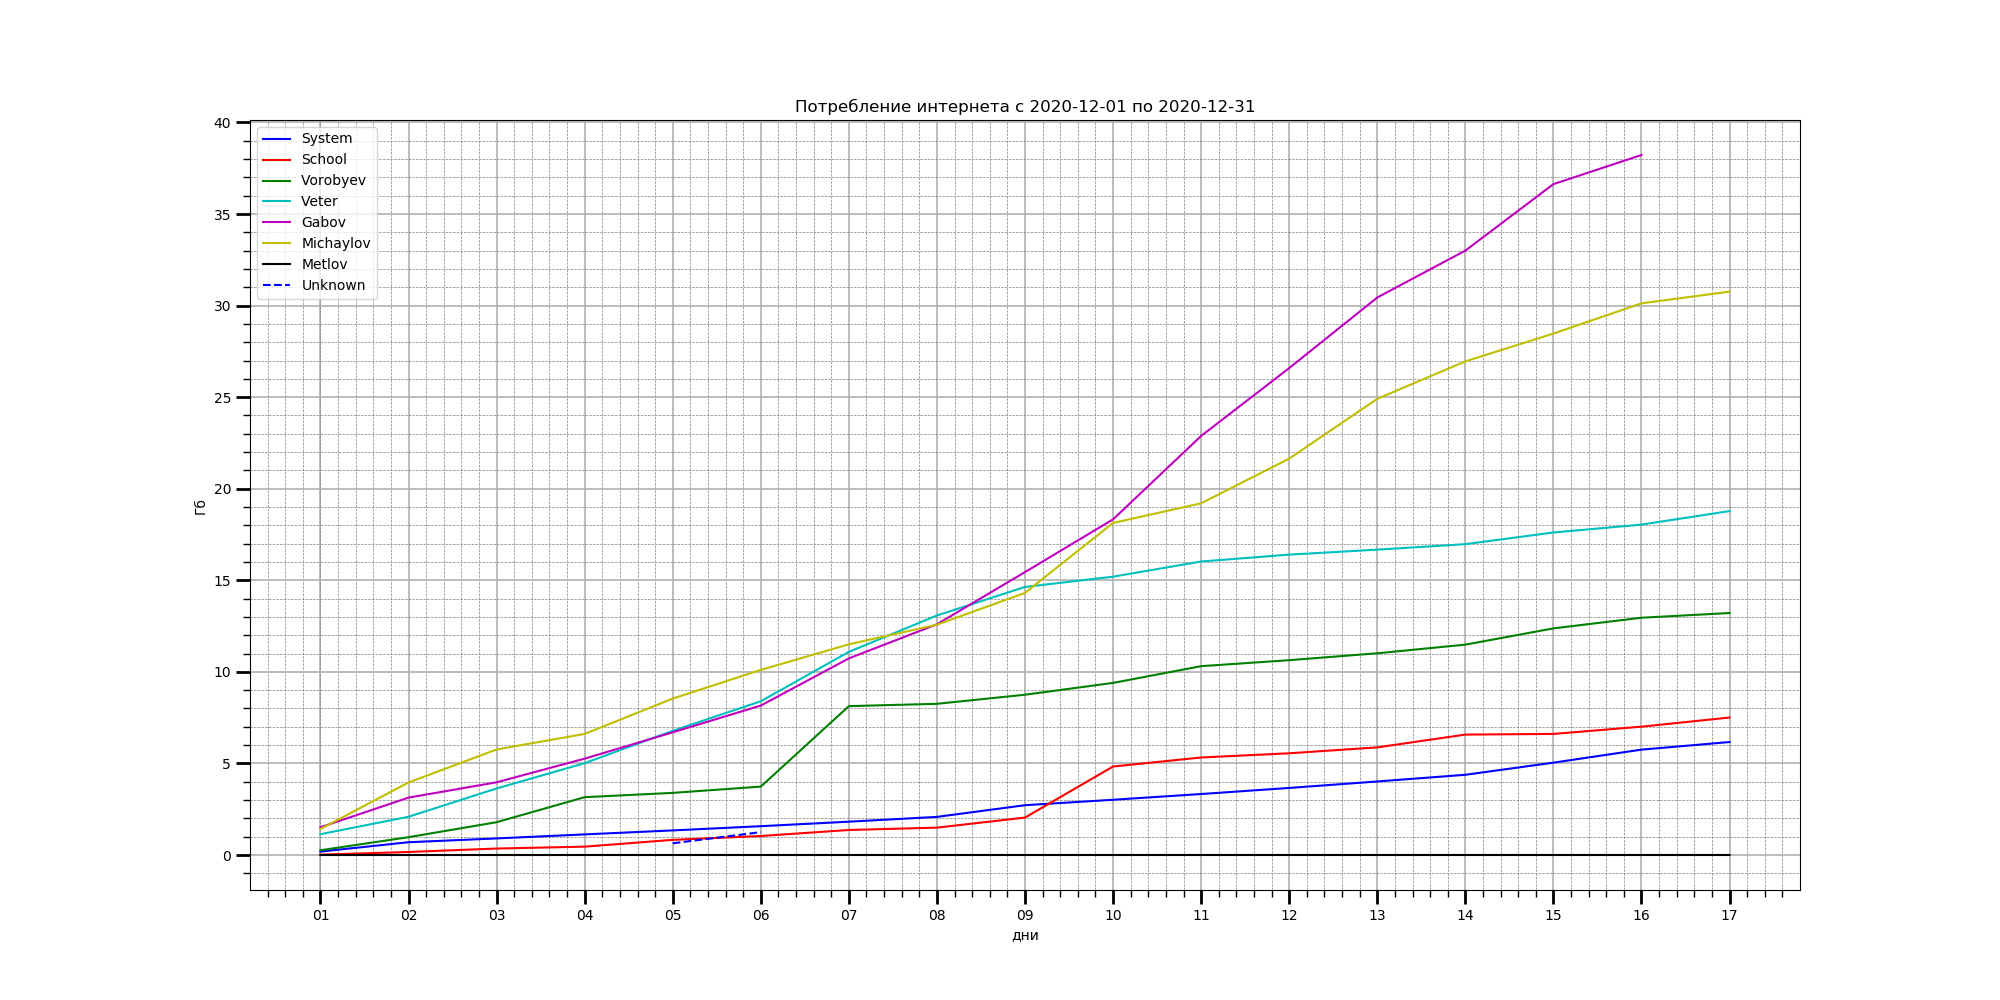 Потребление интернета с 2020-12-01 по 2020-12-31
40
35
30
25
20
15
10
5
0
Гб
System
School
Vorobyev
Veter
Gabov
Michaylov
Metlov
Unknown
01 02 03 04 05 06 07 08 09 10 11 12 13 14 15 16 17
дни